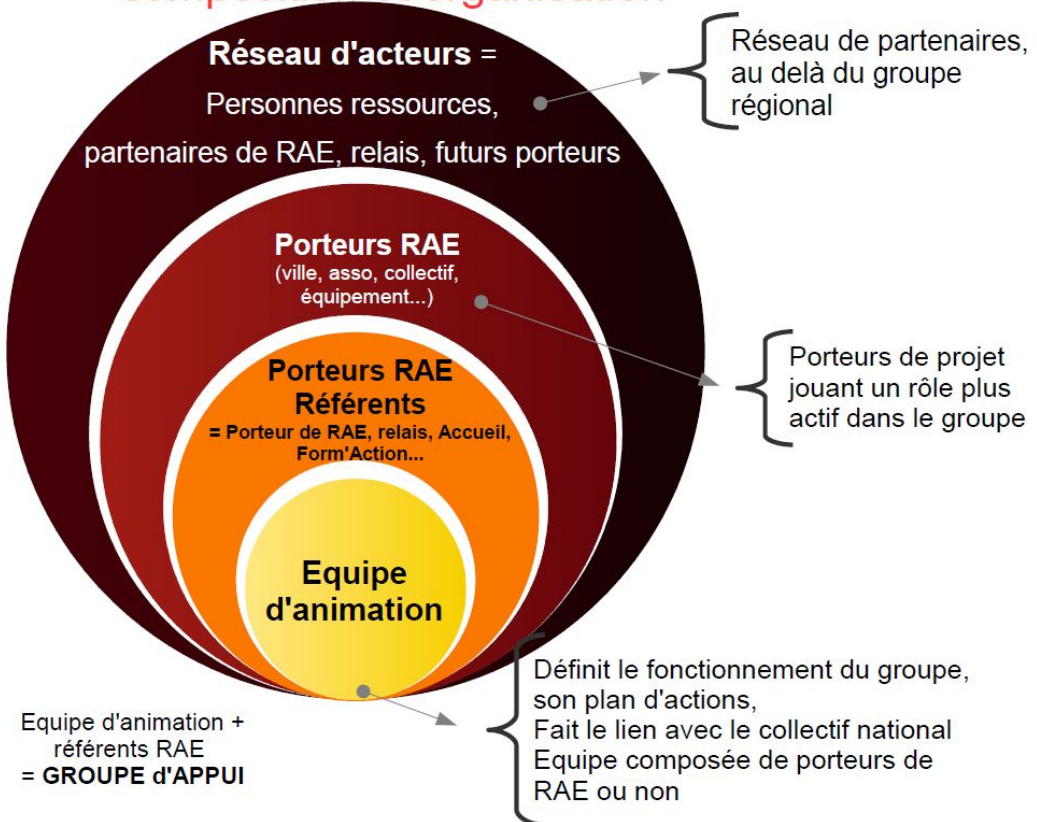 Réseau d'acteurs =
Personnes ressources,
partenaires de RAE, relais, futurs porteurs
Réseau de partenaires,
au delà du groupe
régional
Porteurs RAE
(ville, asso, collectif,
équipement...)
Porteurs de projet
jouant un rôle plus
actif dans le groupe
Porteurs RAE
Référents
= Porteur de RAE, relais, Accueil,
Form'Action...
Equipe
d'animation
Définit le fonctionnement du groupe,
son plan d'actions,
Fait le lien avec le collectif national
Equipe composée de porteurs de
RAE ou non
Equipe d'animation +
référents RAE
= GROUPE d'APPUI